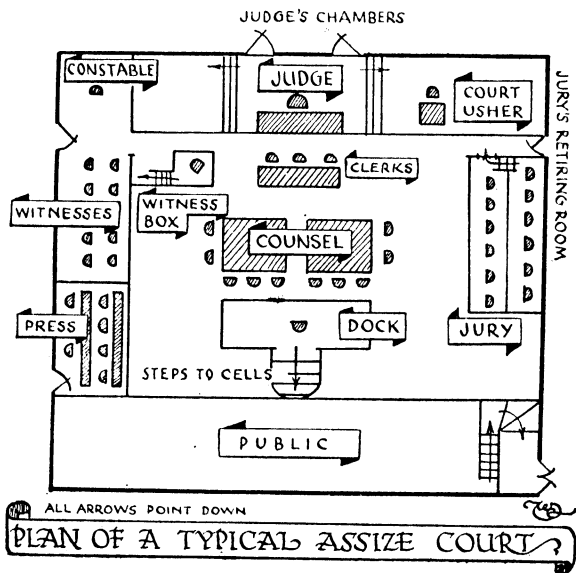 JUDGE'S CHAMBERS
CONSTABLE
JUDGE
COURT
USHER
JURY'S RETIRING ROOM
CLERKS
WITNESSES
WITNESS
BOX
COUNSEL
PRESS
DOCK
JURY
STEPS TO CELLS
PUBLIC
ALL ARROWS POINT DOWN
PLAN OF A TYPICAL ASSIZE COURT